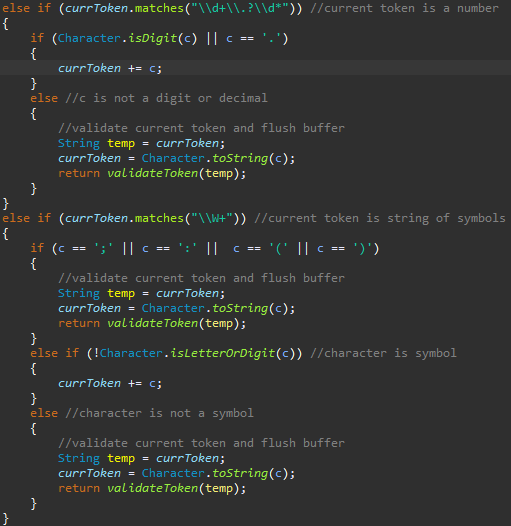 else if (currToken.matches("\\d+\\.?\\d*")) //current token is a number
{
if (Character.isDigit(c) || c == '.')
{
currToken += c;
}
else //c is not a digit or decimal
{
//validate current token and flush buffer
String temp = currToken;
currToken = Character.toString(c);
return validateToken(temp);
}
}
else if (currToken.matches("\\W+")) //current token is string of symbols
{
if (c == ';' || c == ':' ||  c == '(' || c == ')')
{
//validate current token and flush buffer
String temp = currToken;
currToken = Character.toString(c);
return validateToken(temp);
}
else if (!Character.isLetterOrDigit(c)) //character is symbol
{
currToken += c;
}
else //character is not a symbol
{
//validate current token and flush buffer
String temp = currToken;
currToken = Character.toString(c);
return validateToken(temp);
}
}